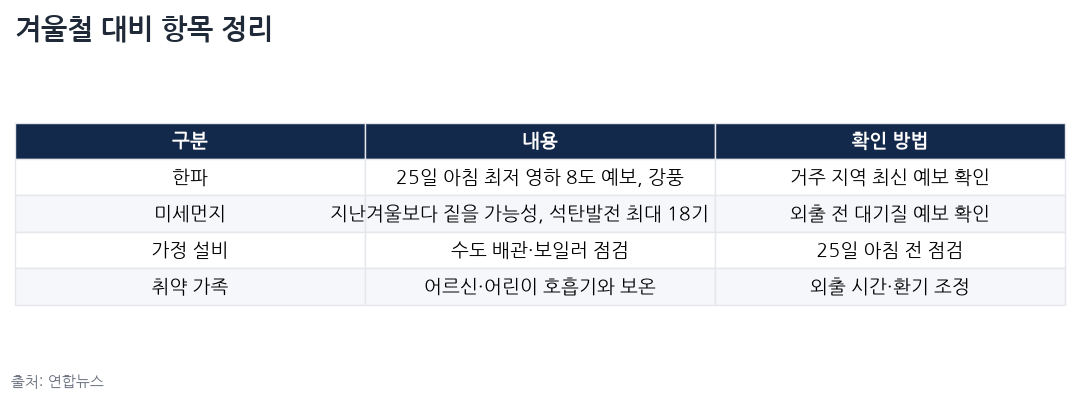 겨울철 대비 항목 정리
구분 내용 확인 방법
한파 25일 아침 최저 영하 8도 예보, 강풍 거주 지역 최신 예보 확인
미세먼지 지난겨울보다 짙을 가능성, 석탄발전 최대 18기 외출 전 대기질 예보 확인
가정 설비 수도 배관·보일러 점검 25일 아침 전 점검
취약 가족 어르신·어린이 호흡기와 보온 외출 시간·환기 조정
출처: 연합뉴스